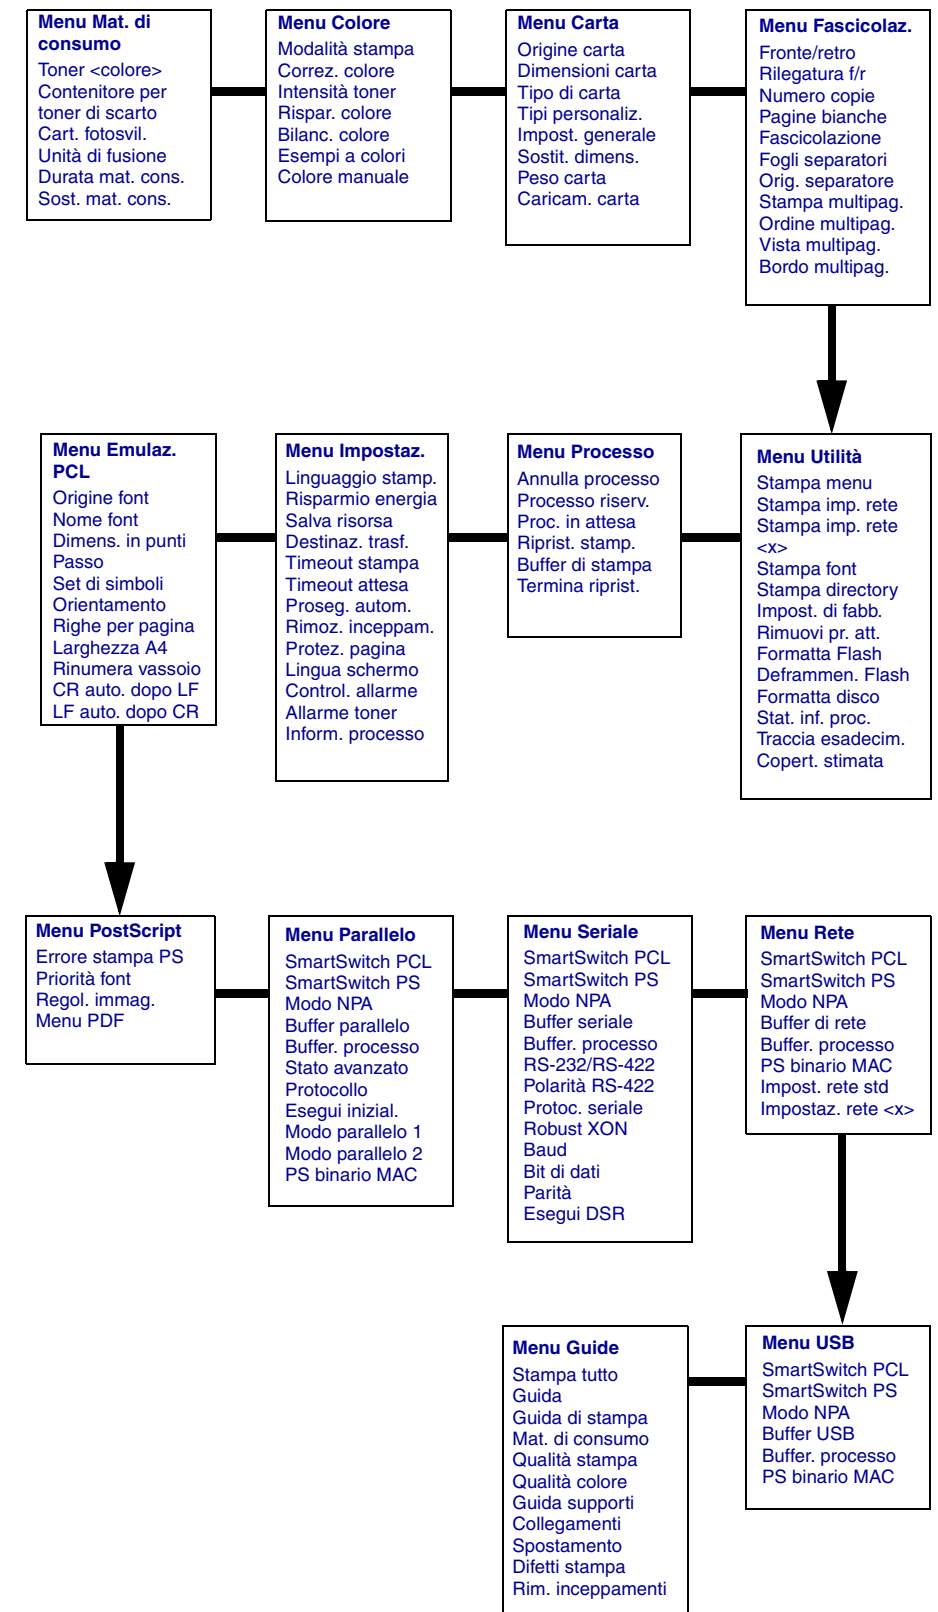 Menu Mat. di
consumo
Toner <colore>
Contenitore per
toner di scarto
Cart. fotosvil.
Unità di fusione
Durata mat. cons.
Sost. mat. cons.
Menu Colore
Modalità stampa
Correz. colore
Intensità toner
Rispar. colore
Bilanc. colore
Esempi a colori
Colore manuale
Menu Carta
Origine carta
Dimensioni carta
Tipo di carta
Tipi personaliz.
Impost. generale
Sostit. dimens.
Peso carta
Caricam. carta
Menu Fascicolaz.
Fronte/retro
Rilegatura f/r
Numero copie
Pagine bianche
Fascicolazione
Fogli separatori
Orig. separatore
Stampa multipag.
Ordine multipag.
Vista multipag.
Bordo multipag.
Menu Emulaz.
PCL
Origine font
Nome font
Dimens. in punti
Passo
Set di simboli
Orientamento
Righe per pagina
Larghezza A4
Rinumera vassoio
CR auto. dopo LF
LF auto. dopo CR
Menu Impostaz.
Linguaggio stamp.
Risparmio energia
Salva risorsa
Destinaz. trasf.
Timeout stampa
Timeout attesa
Proseg. autom.
Rimoz. inceppam.
Protez. pagina
Lingua schermo
Control. allarme
Allarme toner
Inform. processo
Menu Processo
Annulla processo
Processo riserv.
Proc. in attesa
Riprist. stamp.
Buffer di stampa
Termina riprist.
Menu Utilità
Stampa menu
Stampa imp. rete
Stampa imp. rete
<x>
Stampa font
Stampa directory
Impost. di fabb.
Rimuovi pr. att.
Formatta Flash
Deframmen. Flash
Formatta disco
Stat. inf. proc.
Traccia esadecim.
Copert. stimata
Menu PostScript
Errore stampa PS
Priorità font
Regol. immag.
Menu PDF
Menu Parallelo
SmartSwitch PCL
SmartSwitch PS
Modo NPA
Buffer parallelo
Buffer. processo
Stato avanzato
Protocollo
Esegui inizial.
Modo parallelo 1
Modo parallelo 2
PS binario MAC
Menu Seriale
SmartSwitch PCL
SmartSwitch PS
Modo NPA
Buffer seriale
Buffer. processo
RS-232/RS-422
Polarità RS-422
Protoc. seriale
Robust XON
Baud
Bit di dati
Parità
Esegui DSR
Menu Rete
SmartSwitch PCL
SmartSwitch PS
Modo NPA
Buffer di rete
Buffer. processo
PS binario MAC
Impost. rete std
Impostaz. rete <x>
Menu Guide
Stampa tutto
Guida
Guida di stampa
Mat. di consumo
Qualità stampa
Qualità colore
Guida supporti
Collegamenti
Spostamento
Difetti stampa
Rim. inceppamenti
Menu USB
SmartSwitch PCL
SmartSwitch PS
Modo NPA
Buffer USB
Buffer. processo
PS binario MAC